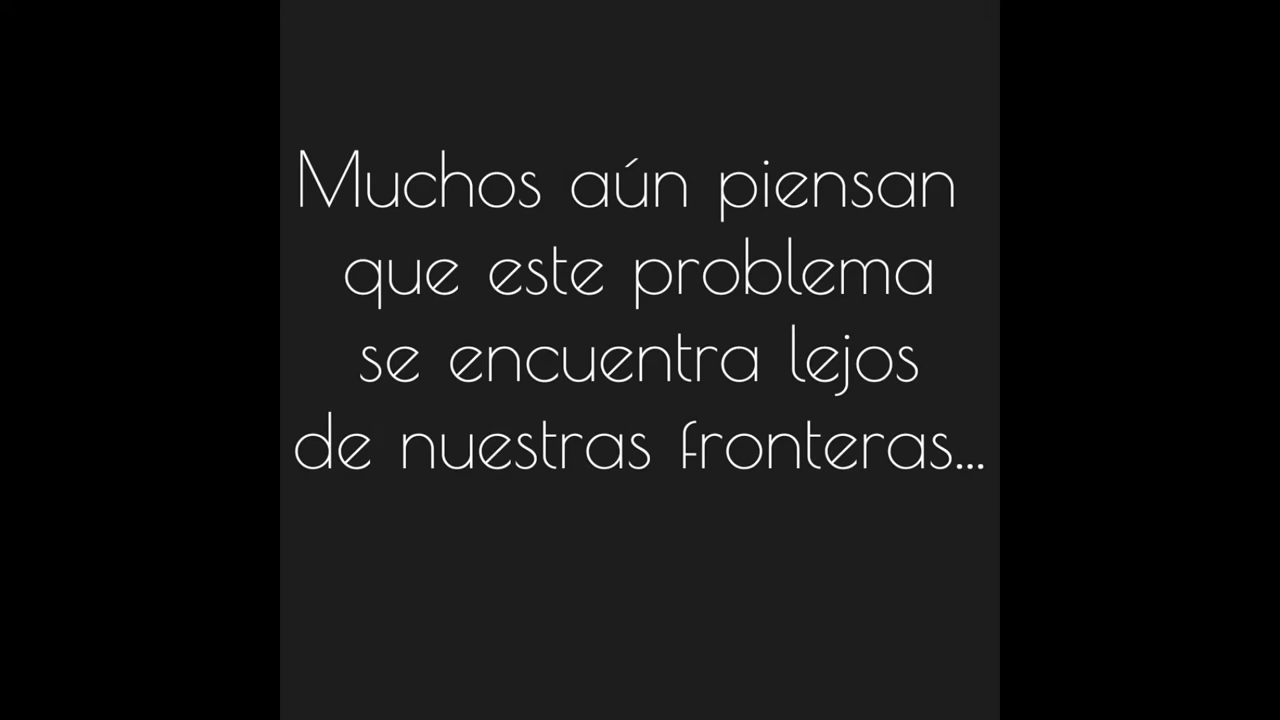 Muchos aún piensan
que este problema
se encuentra lejos
de nuestras fronteras...